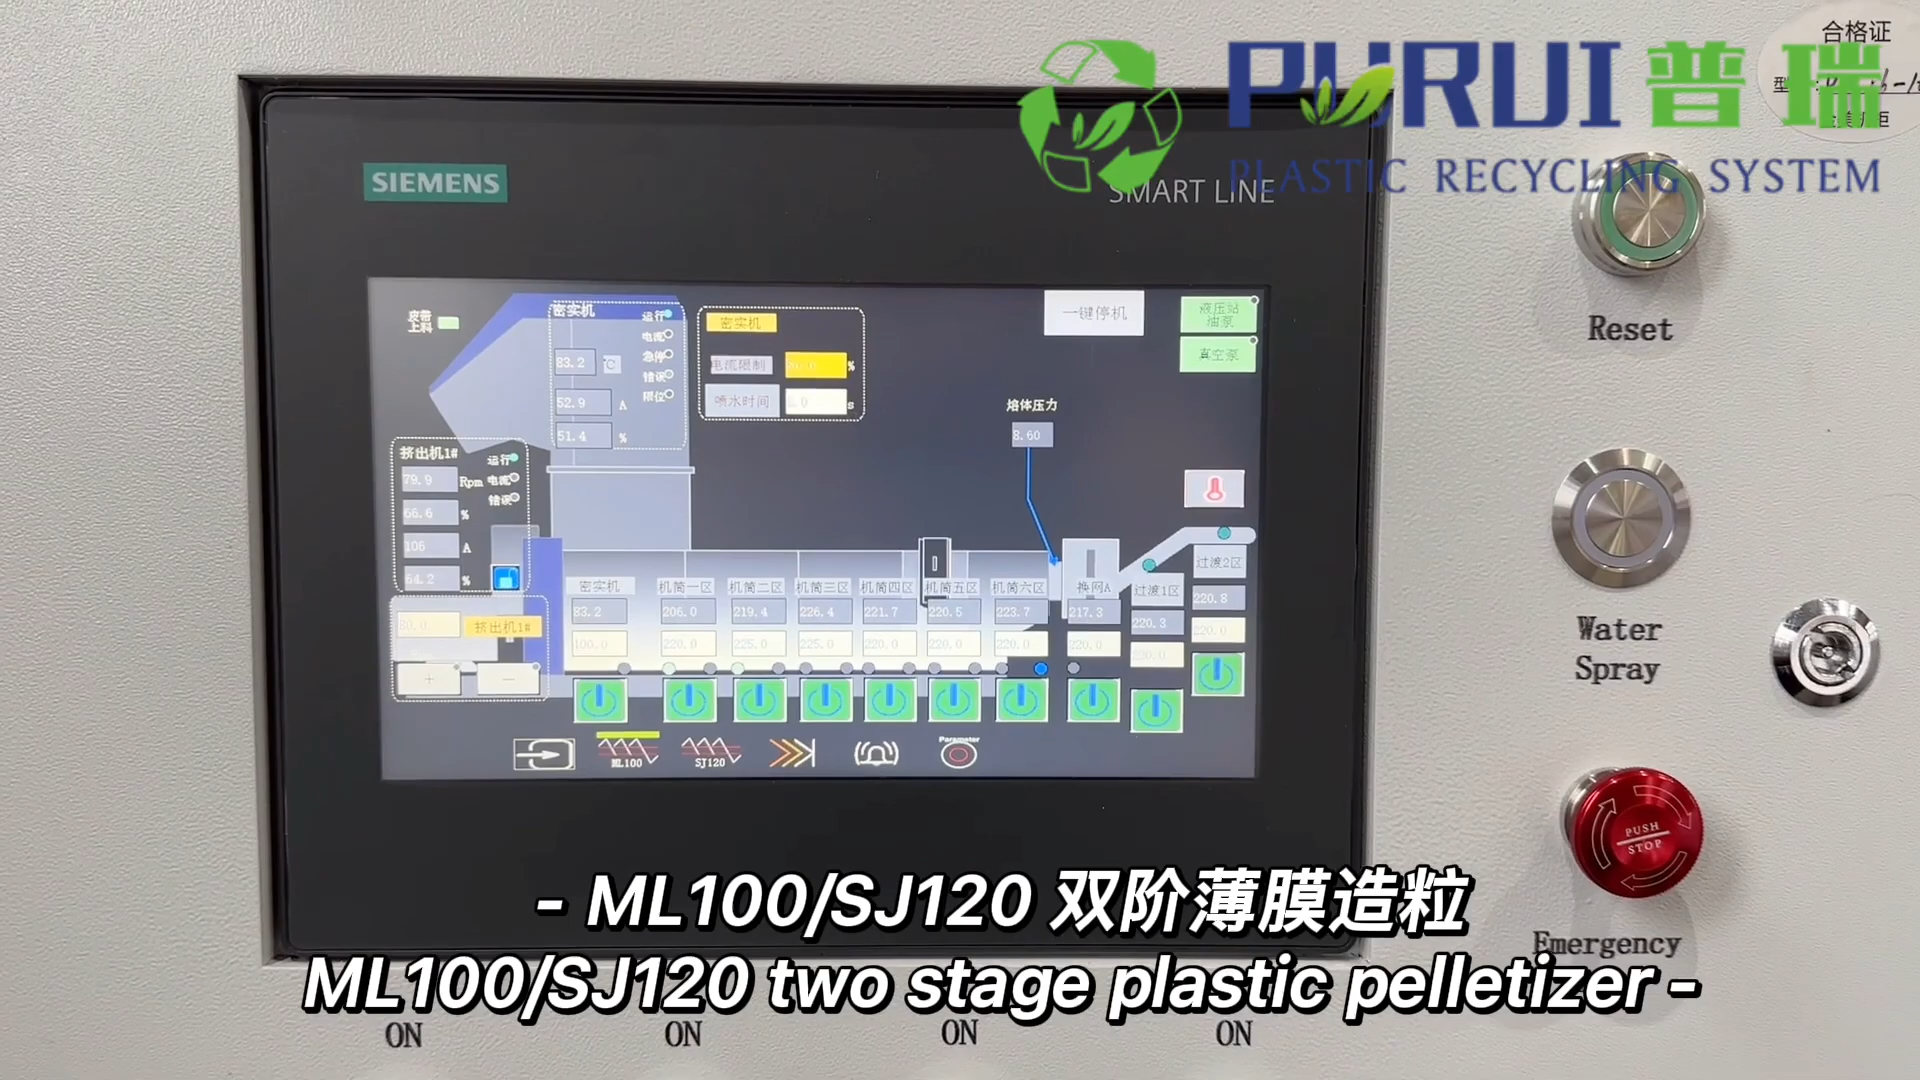 合格证
PURUI 普瑞
PLASTIC RECYCLING SYSTEM
SIEMENS
SMART LINE
Reset
皮带
上料
密实机
运行
电流
急停
错误
限位
83.2 ℃
52.9 A
51.4 %
密实机
电流限制 %
喷水时间 s
一键停机
液压站
油泵
真空泵
熔体压力
8.60
挤出机1#
运行
电流
错误
79.9 Rpm
66.6 %
106 A
64.2 %
挤出机1#
+ −
密实机 机筒一区 机筒二区 机筒三区 机筒四区 机筒五区 机筒六区 换网A 过渡1区 过渡2区
83.2 206.0 219.4 226.4 221.7 220.5 223.7 217.3 220.3 220.8
100.0 220.0 225.0 225.0 220.0 220.0 220.0 220.0 220.0 220.0
ML100 SJ120 Parameter
Water
Spray
PUSH
STOP
Emergency
- ML100/SJ120 双阶薄膜造粒
ML100/SJ120 two stage plastic pelletizer -
ON ON ON ON